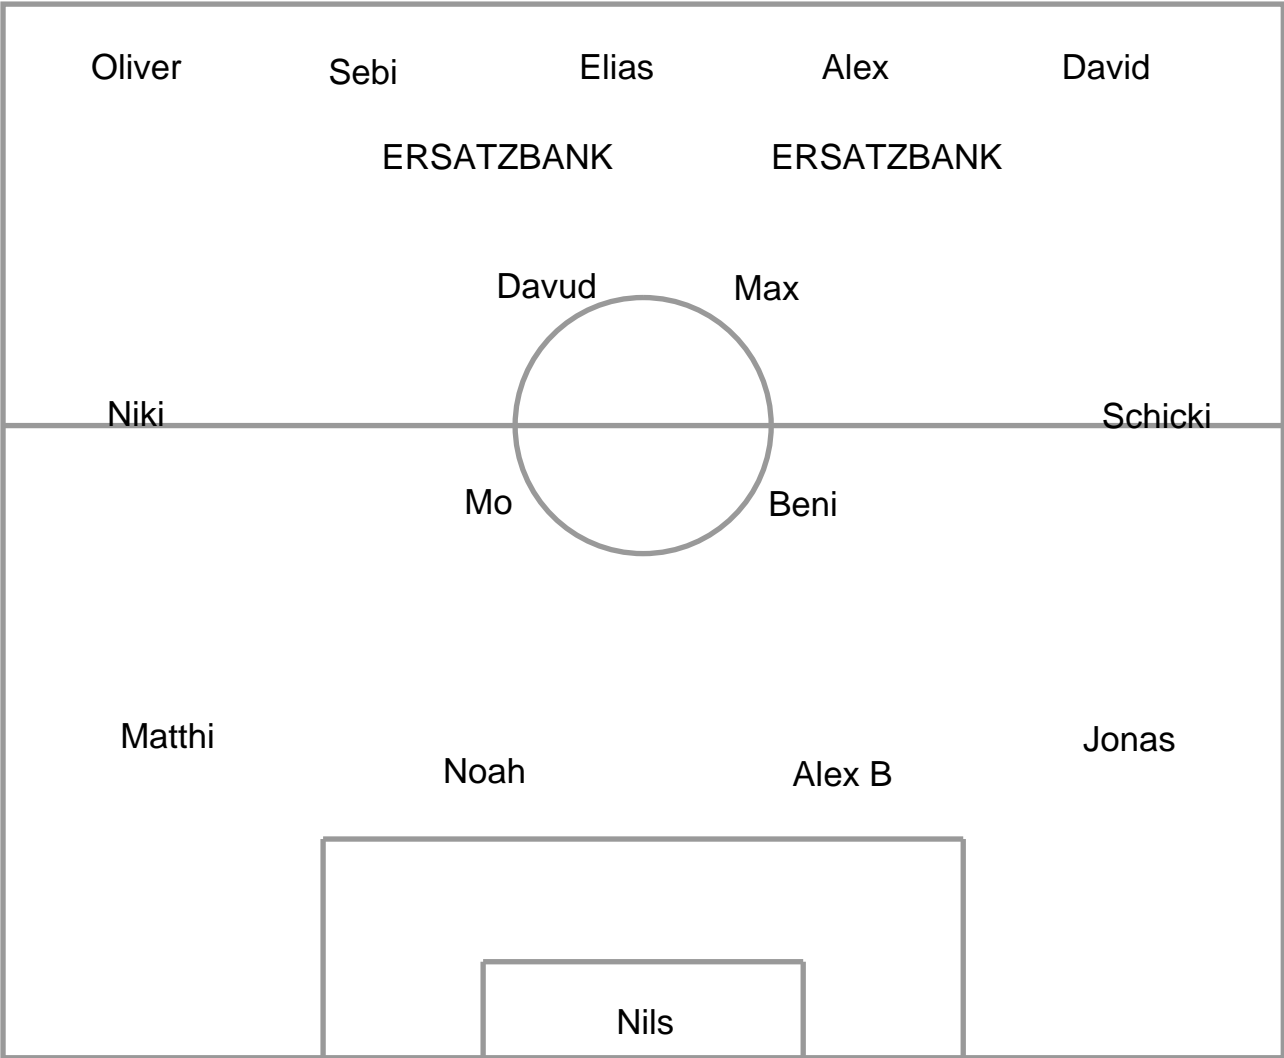 Oliver Sebi Elias Alex David
ERSATZBANK ERSATZBANK
Davud Max
Niki Schicki
Mo Beni
Matthi Jonas
Noah Alex B
Nils